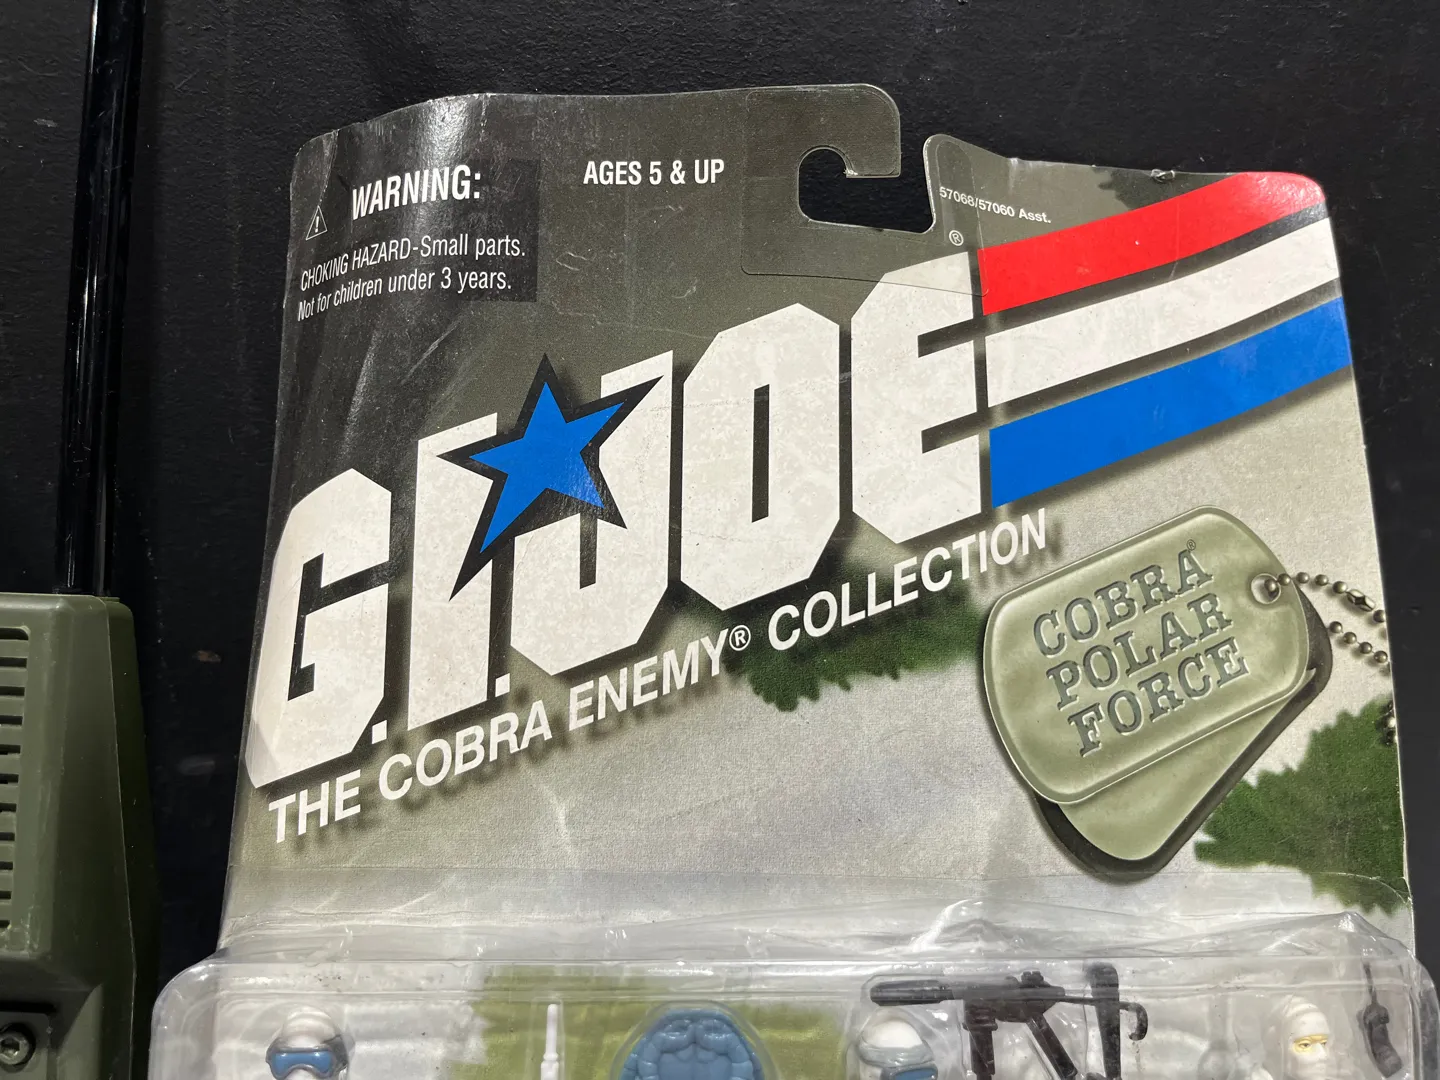 WARNING:
CHOKING HAZARD-Small parts.
Not for children under 3 years.
AGES 5 & UP
57068/57060 Asst.
®
G.I. JOE
THE COBRA ENEMY® COLLECTION
COBRA®
POLAR
FORCE